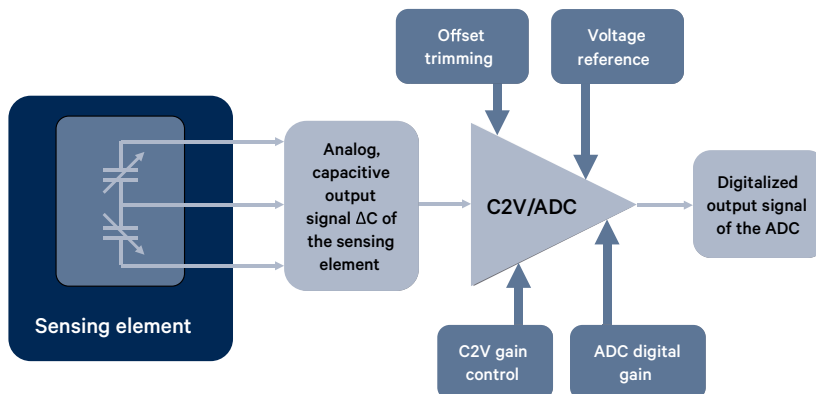 Offset
trimming
Voltage
reference
Analog,
capacitive
output
signal ΔC of
the sensing
element
C2V/ADC
Digitalized
output signal
of the ADC
Sensing element
C2V gain
control
ADC digital
gain